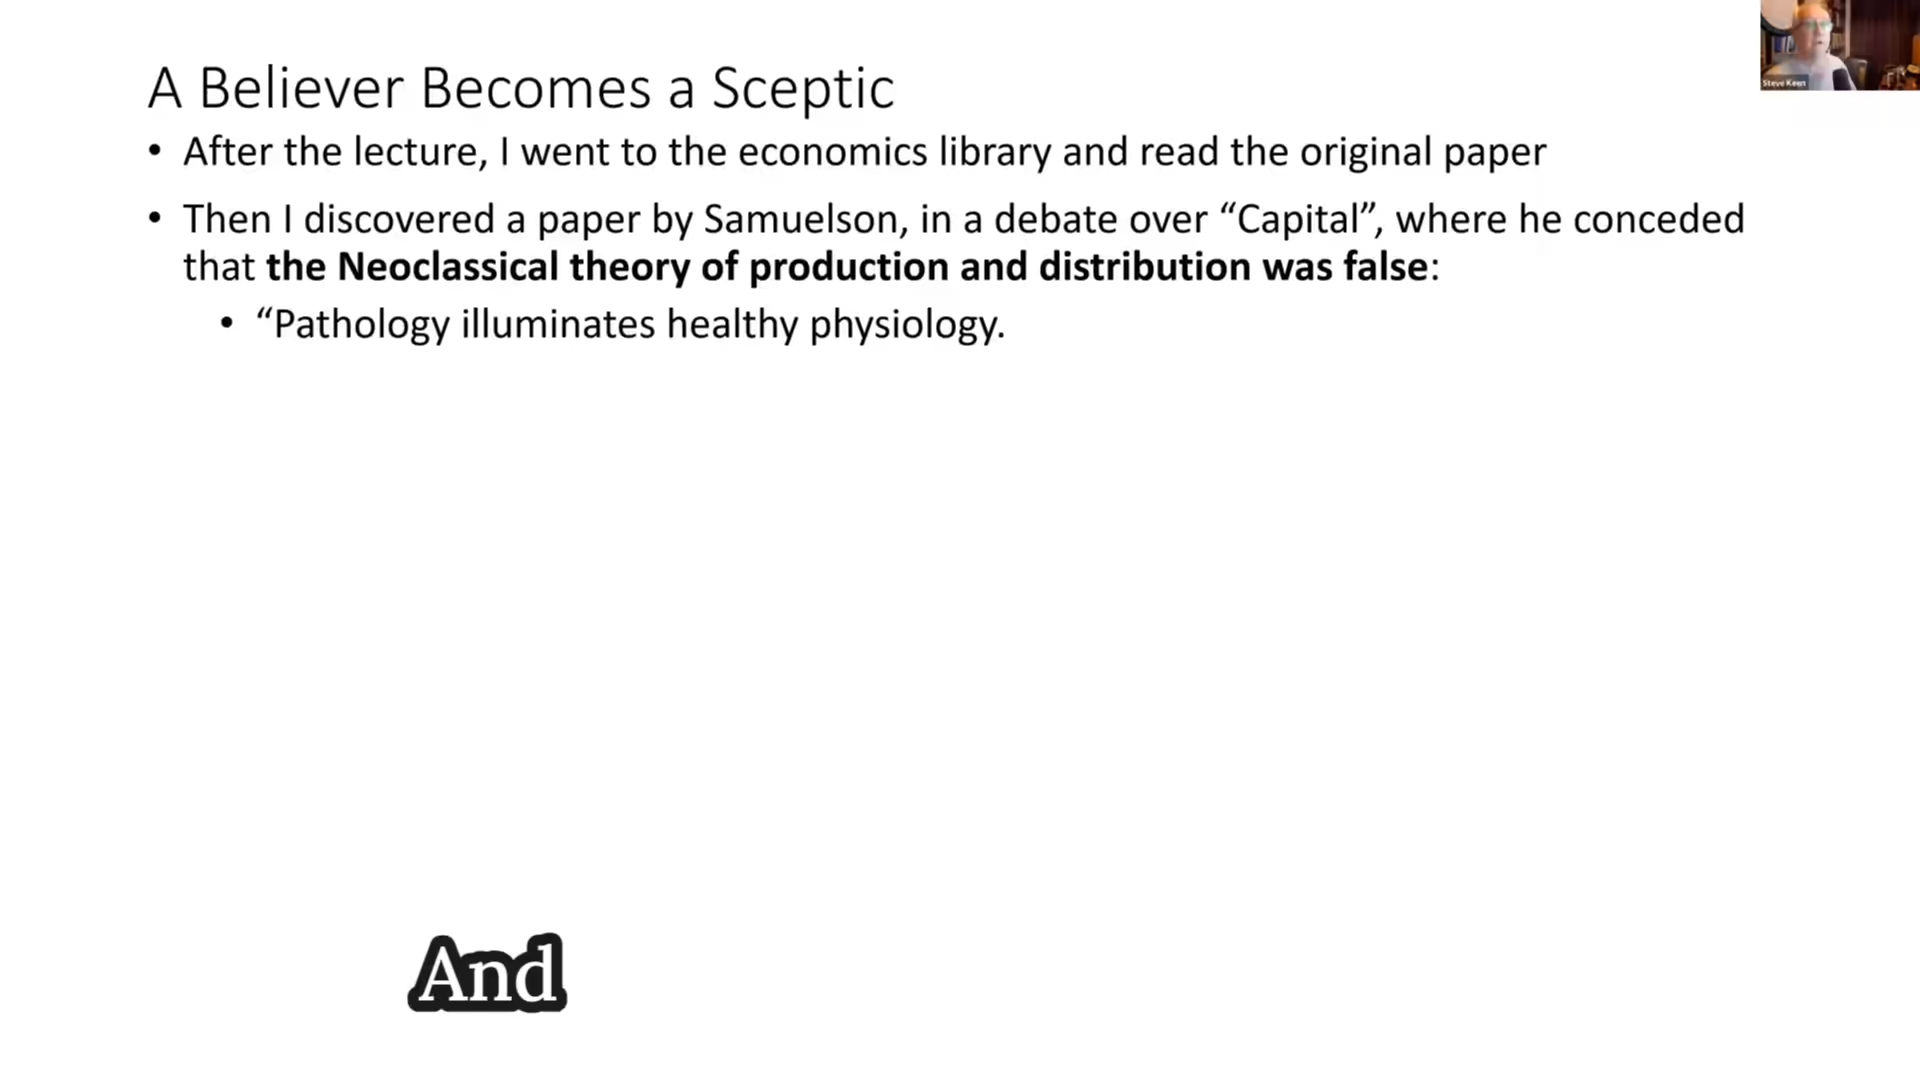 A Believer Becomes a Sceptic
• After the lecture, I went to the economics library and read the original paper
• Then I discovered a paper by Samuelson, in a debate over “Capital”, where he conceded
that the Neoclassical theory of production and distribution was false:
• “Pathology illuminates healthy physiology.
And
Steve Keen